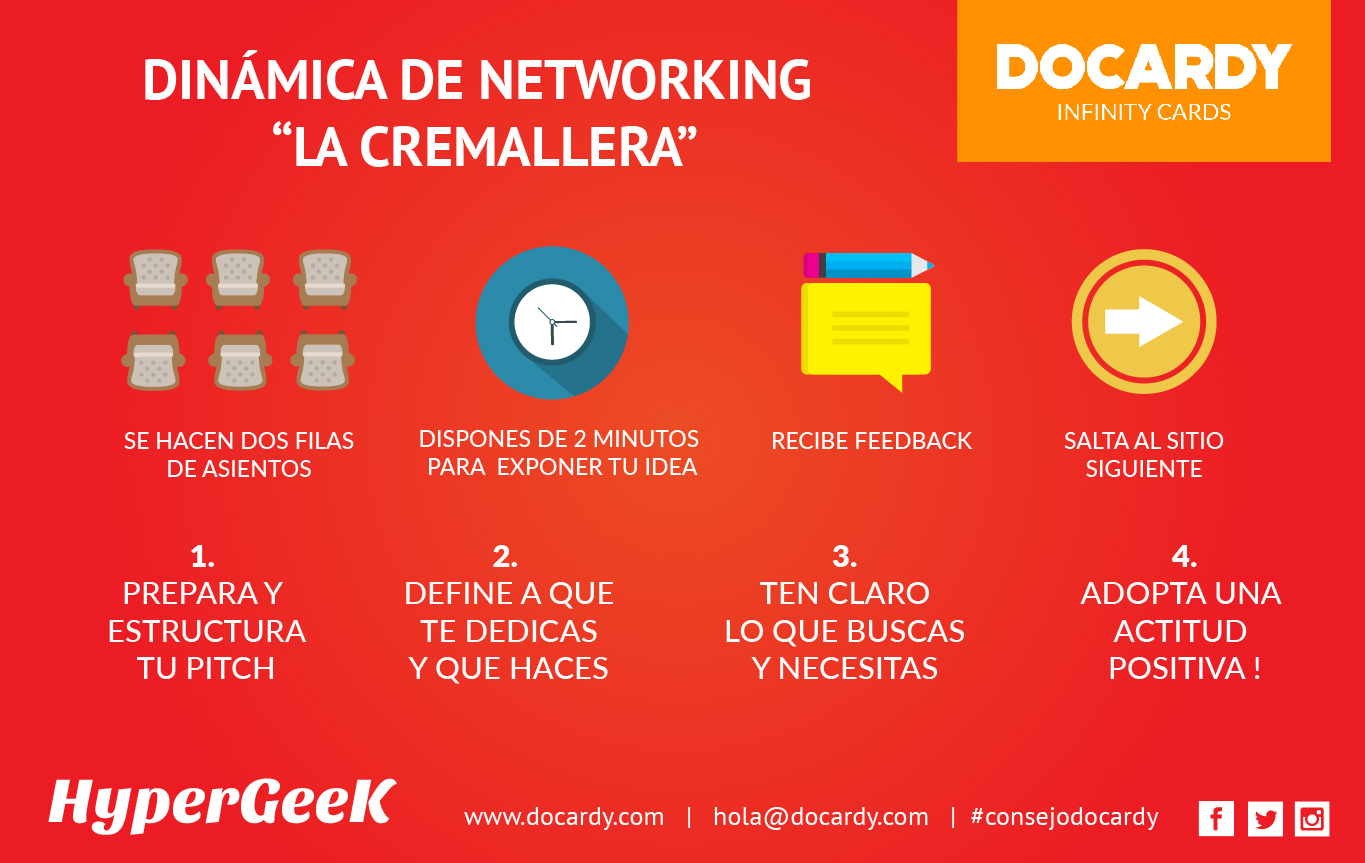 DINÁMICA DE NETWORKING
“LA CREMALLERA”
DOCARDY
INFINITY CARDS
SE HACEN DOS FILAS
DE ASIENTOS
DISPONES DE 2 MINUTOS
PARA EXPONER TU IDEA
RECIBE FEEDBACK
SALTA AL SITIO
SIGUIENTE
1.
PREPARA Y
ESTRUCTURA
TU PITCH
2.
DEFINE A QUE
TE DEDICAS
Y QUE HACES
3.
TEN CLARO
LO QUE BUSCAS
Y NECESITAS
4.
ADOPTA UNA
ACTITUD
POSITIVA !
HyperGeeK
www.docardy.com | hola@docardy.com | #consejodocardy